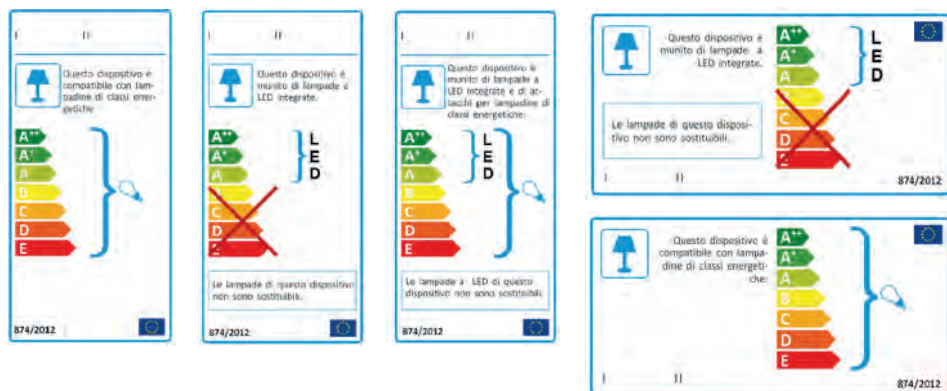 I II
Questo dispositivo è
compatibile con lam-
padine di classi ener-
getiche
A++
A+
A
B
C
D
E
874/2012
I II
Questo dispositivo è
munito di lampade a
LED integrate.
A++
A+
A
L
E
D
C
D
E
Le lampade di questo dispositivo
non sono sostituibili.
874/2012
I II
Questo dispositivo è
munito di lampade a
LED integrate e di at-
tacchi per lampadine di
classi energetiche:
A++
A+
A
B
C
D
E
L
E
D
Le lampade a LED di questo
dispositivo non sono sostituibili.
874/2012
Questo dispositivo è
munito di lampade a
LED integrate.
Le lampade di questo disposi-
tivo non sono sostituibili.
I II
A++
A+
A
C
D
E
L
E
D
874/2012
Questo dispositivo è
compatibile con lampa-
dine di classi energeti-
che:
I II
A++
A+
A
B
C
D
E
874/2012